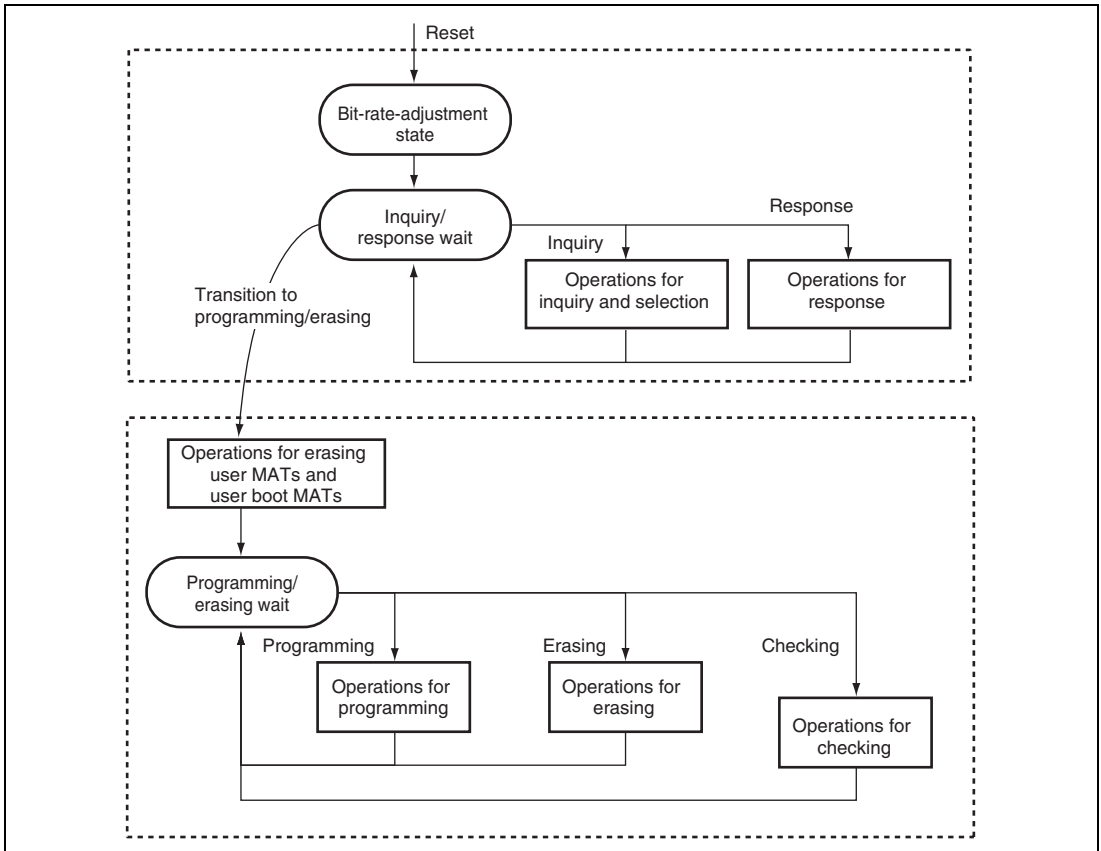 Reset
Bit-rate-adjustment
state
Inquiry/
response wait
Response
Inquiry
Operations for
inquiry and selection
Operations for
response
Transition to
programming/erasing
Operations for erasing
user MATs and
user boot MATs
Programming/
erasing wait
Programming
Erasing
Checking
Operations for
programming
Operations for
erasing
Operations for
checking